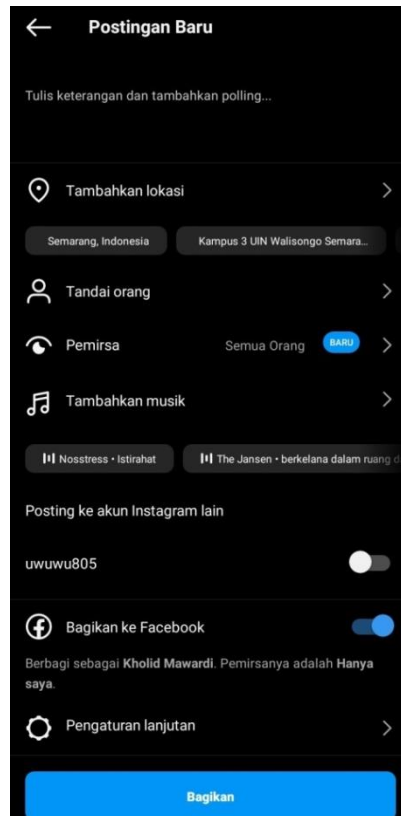 Postingan Baru
Tulis keterangan dan tambahkan polling...
Tambahkan lokasi
Semarang, Indonesia
Kampus 3 UIN Walisongo Semara...
Tandai orang
Pemirsa
Semua Orang
BARU
Tambahkan musik
Nosstress • Istirahat
The Jansen • berkelana dalam ruang d
Posting ke akun Instagram lain
uwuwu805
Bagikan ke Facebook
Berbagi sebagai Kholid Mawardi. Pemirsanya adalah Hanya
saya.
Pengaturan lanjutan
Bagikan